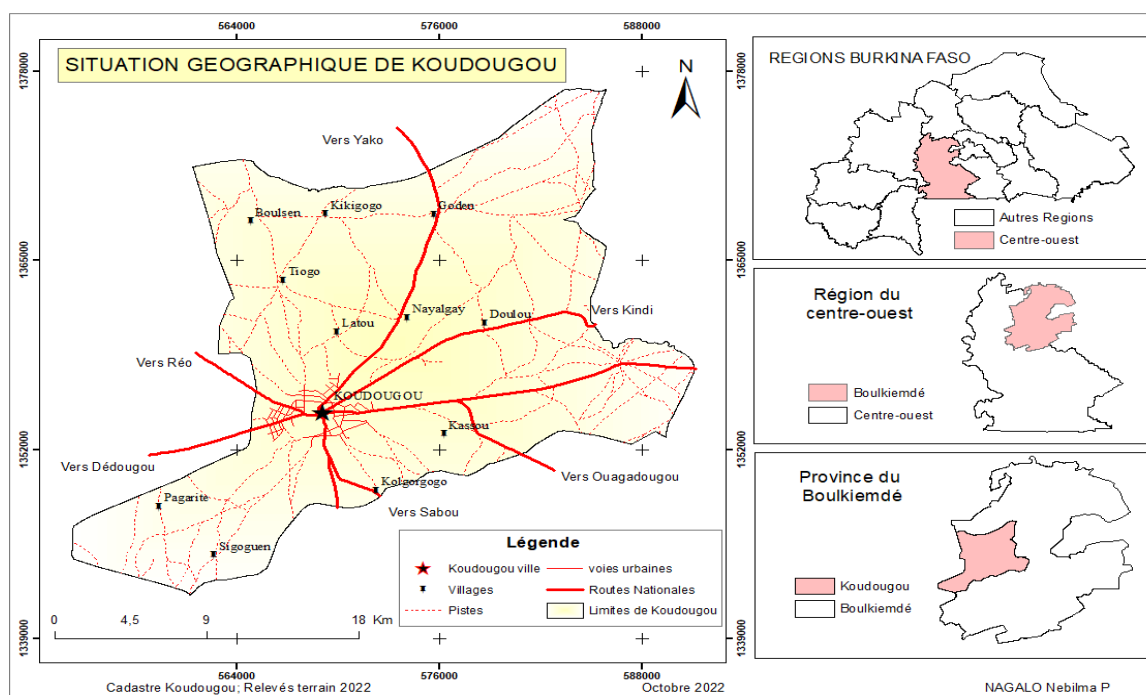 564000 576000 588000
SITUATION GEOGRAPHIQUE DE KOUDOUGOU
N
1378000
1378000
Vers Yako
Boulsen
Kikigogo
Goden
1365000
1365000
Tiogo
Latou
Nayalgay
Doulou
Vers Kindi
Vers Réo
KOUDOUGOU
Kassou
1352000
1352000
Vers Dédougou
Vers Ouagadougou
Pagarité
Kolgorgogo
Vers Sabou
Sigoguen
Légende
Koudougou ville
voies urbaines
Villages
Routes Nationales
Pistes
Limites de Koudougou
0 4,5 9 18 Km
1339000
1339000
564000 576000 588000
Cadastre Koudougou; Relevés terrain 2022
Octobre 2022
REGIONS BURKINA FASO
Autres Regions
Centre-ouest
Région du
centre-ouest
Boulkiemdé
Centre-ouest
Province du
Boulkiemdé
Koudougou
Boulkiemdé
NAGALO Nebilma P